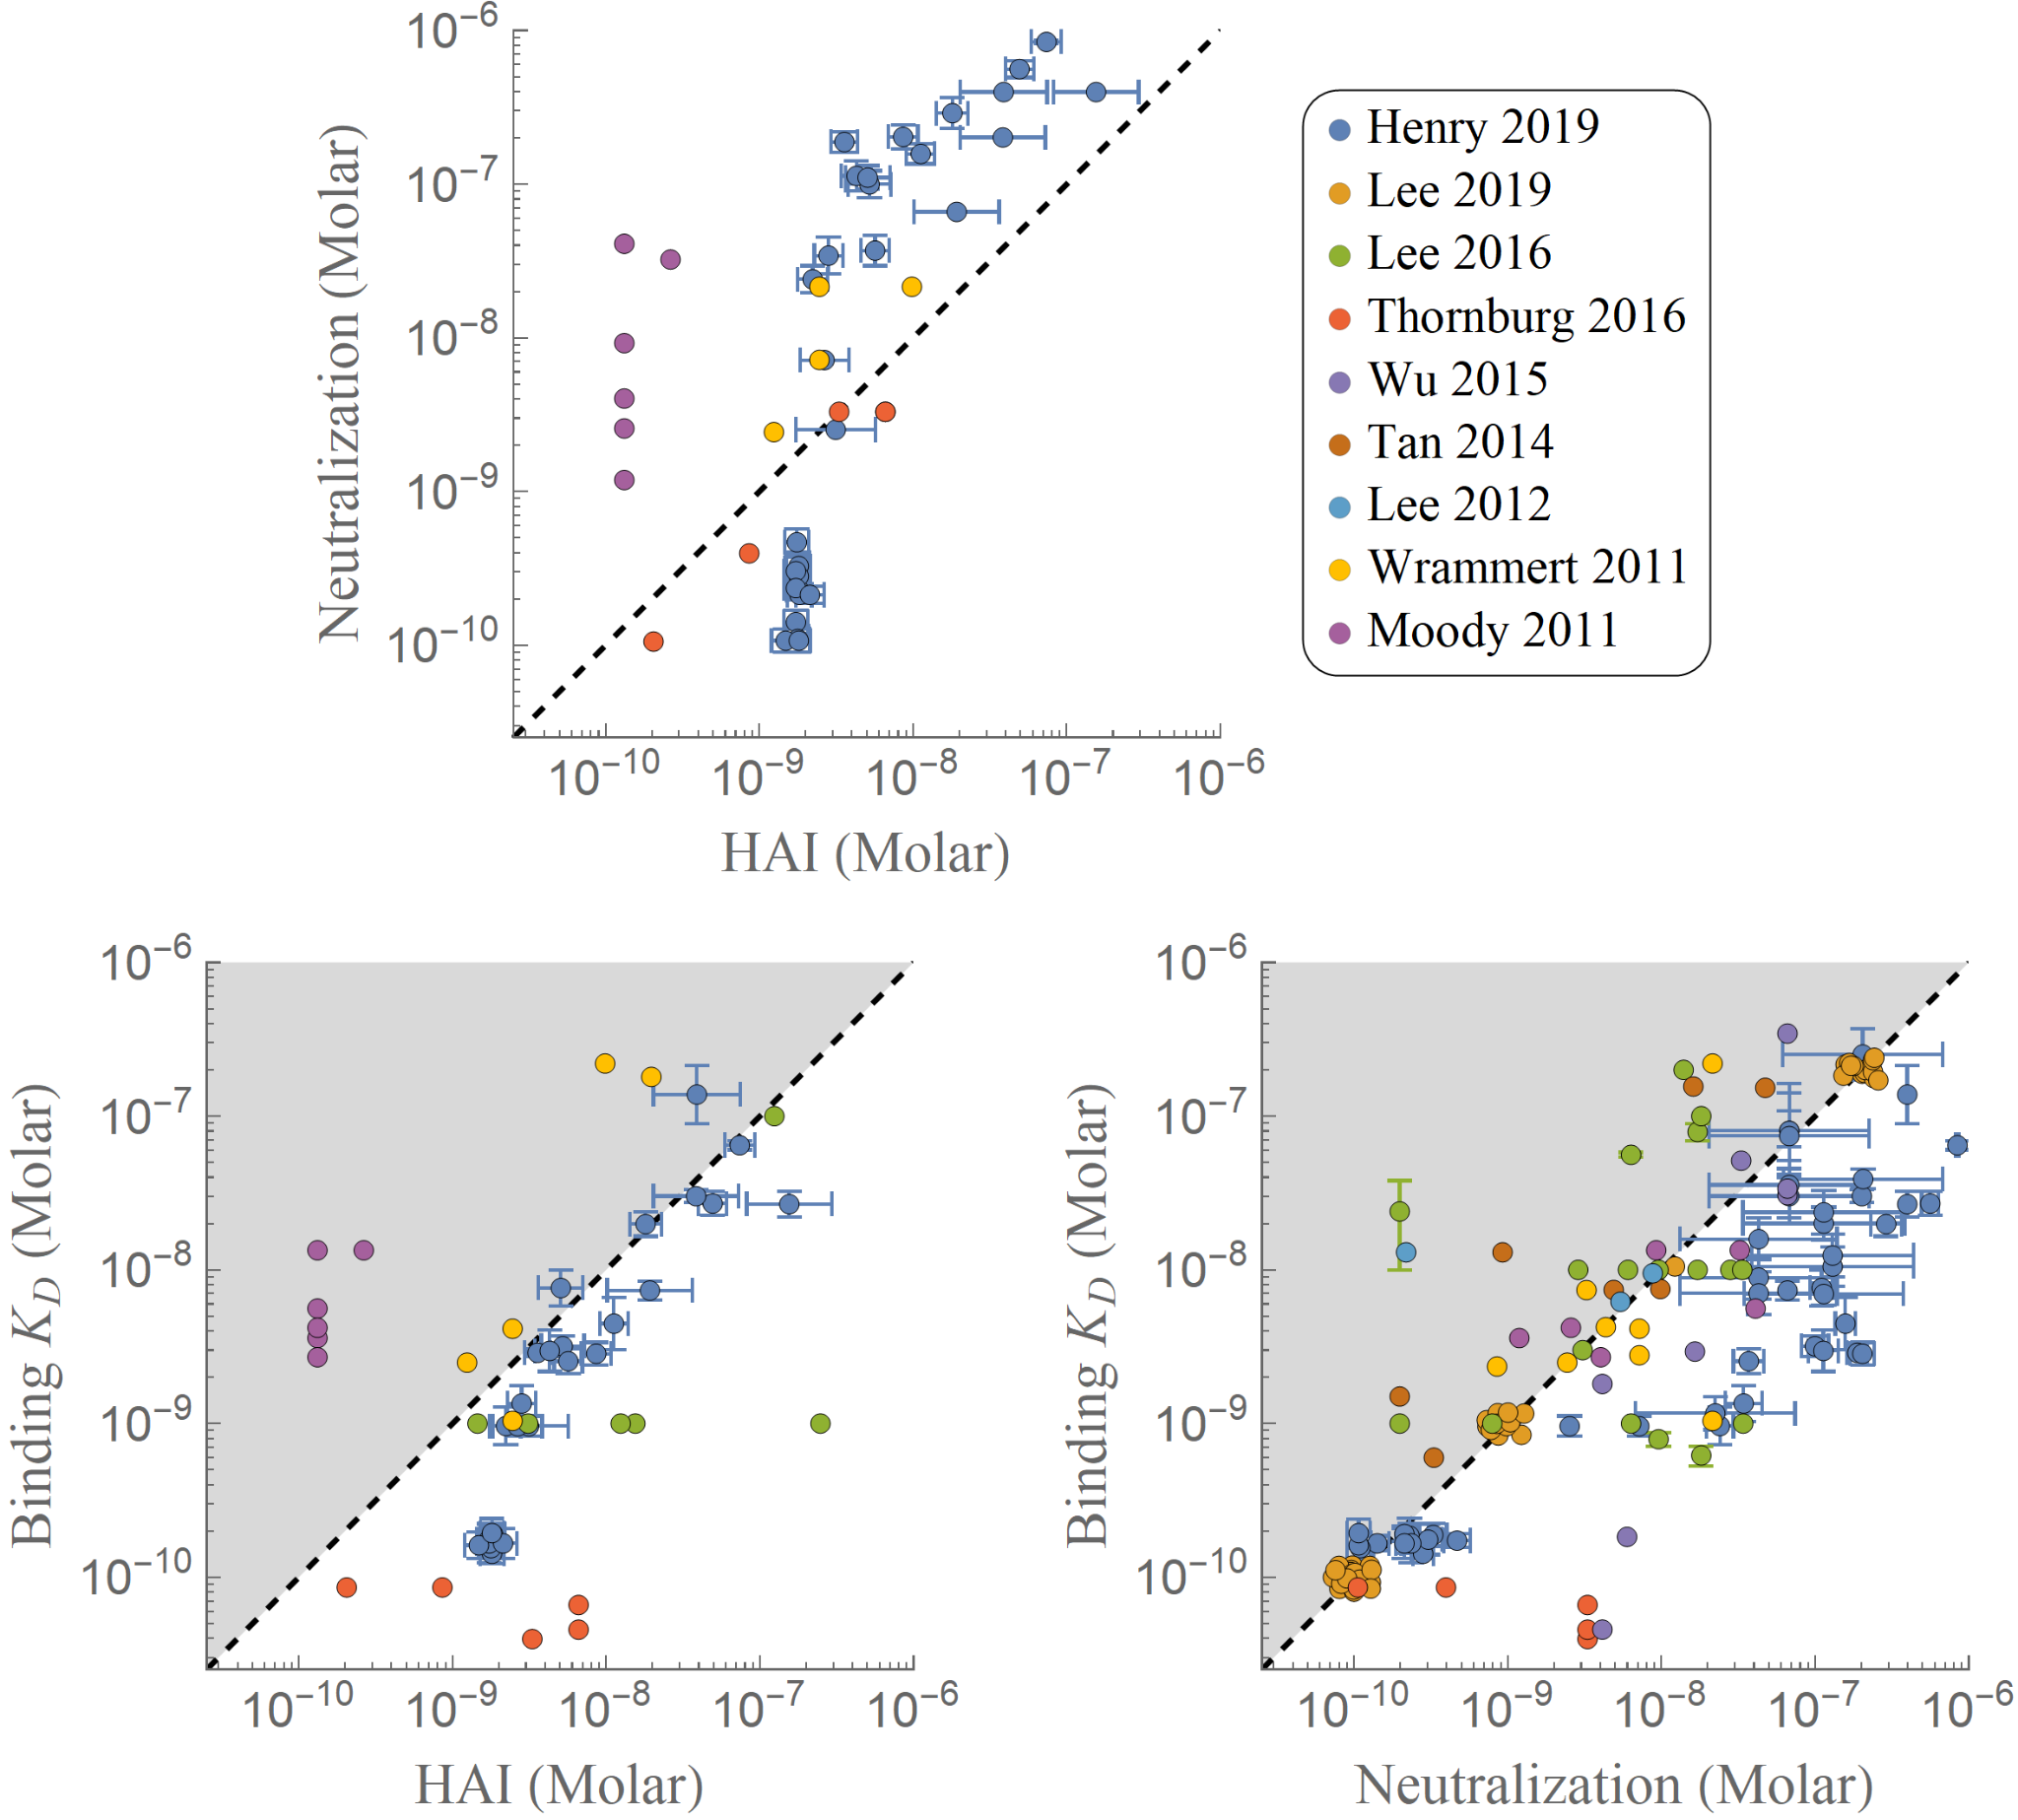 Neutralization (Molar)
10−6
10−7
10−8
10−9
10−10
10−10 10−9 10−8 10−7 10−6
HAI (Molar)
Henry 2019
Lee 2019
Lee 2016
Thornburg 2016
Wu 2015
Tan 2014
Lee 2012
Wrammert 2011
Moody 2011
Binding KD (Molar)
10−6
10−7
10−8
10−9
10−10
10−10 10−9 10−8 10−7 10−6
HAI (Molar)
Binding KD (Molar)
10−6
10−7
10−8
10−9
10−10
10−10 10−9 10−8 10−7 10−6
Neutralization (Molar)